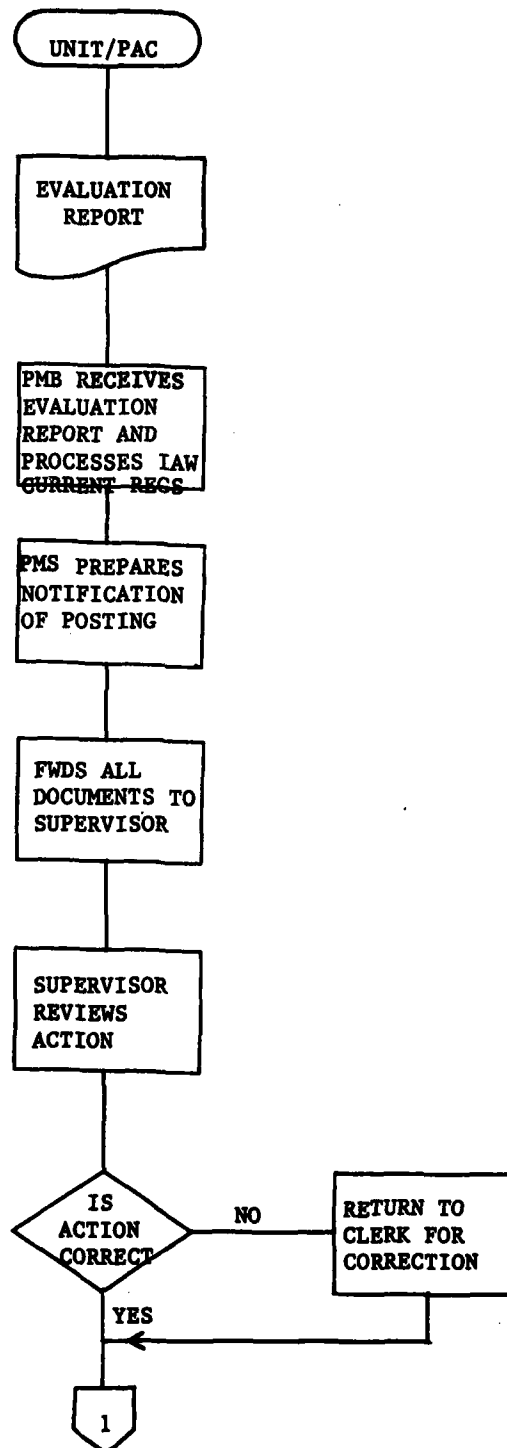 UNIT/PAC
EVALUATION
REPORT
PMB RECEIVES
EVALUATION
REPORT AND
PROCESSES IAW
CURRENT REGS
PMS PREPARES
NOTIFICATION
OF POSTING
FWDS ALL
DOCUMENTS TO
SUPERVISOR
SUPERVISOR
REVIEWS
ACTION
IS
ACTION
CORRECT
NO
RETURN TO
CLERK FOR
CORRECTION
YES
1